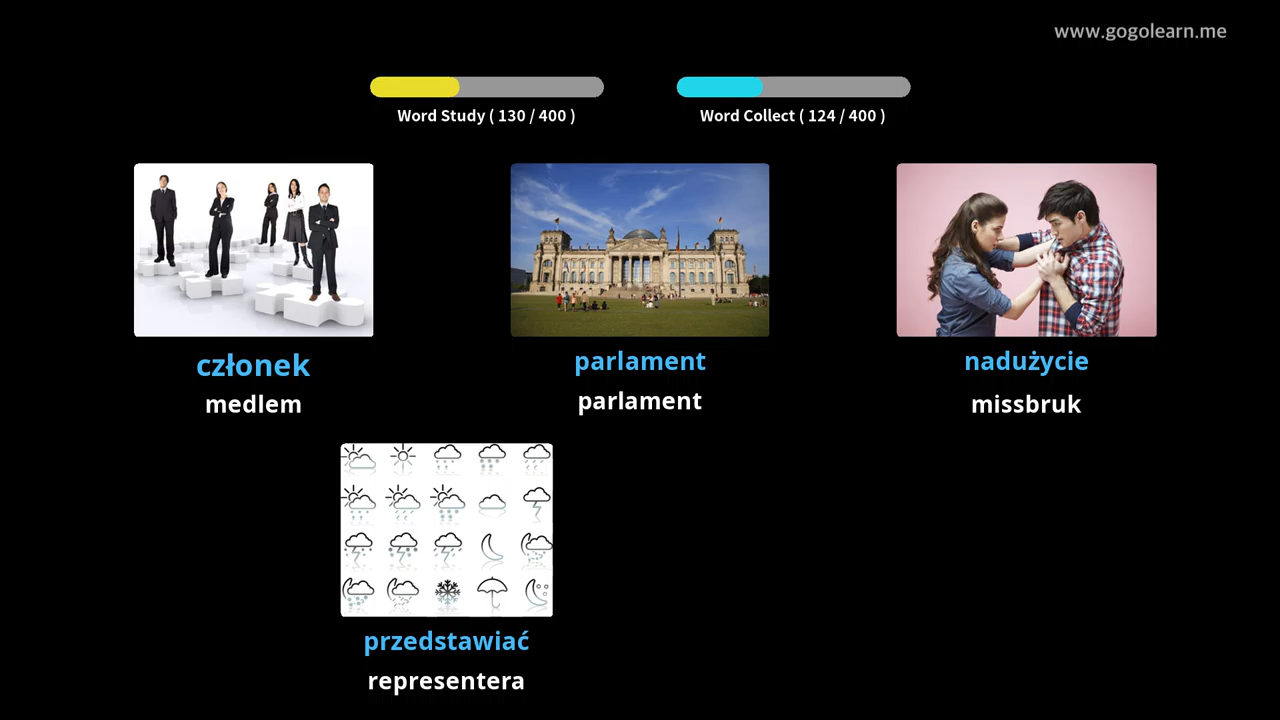 www.gogolearn.me
Word Study ( 130 / 400 )
Word Collect ( 124 / 400 )
członek
parlament
nadużycie
medlem
parlament
missbruk
przedstawiać
representera